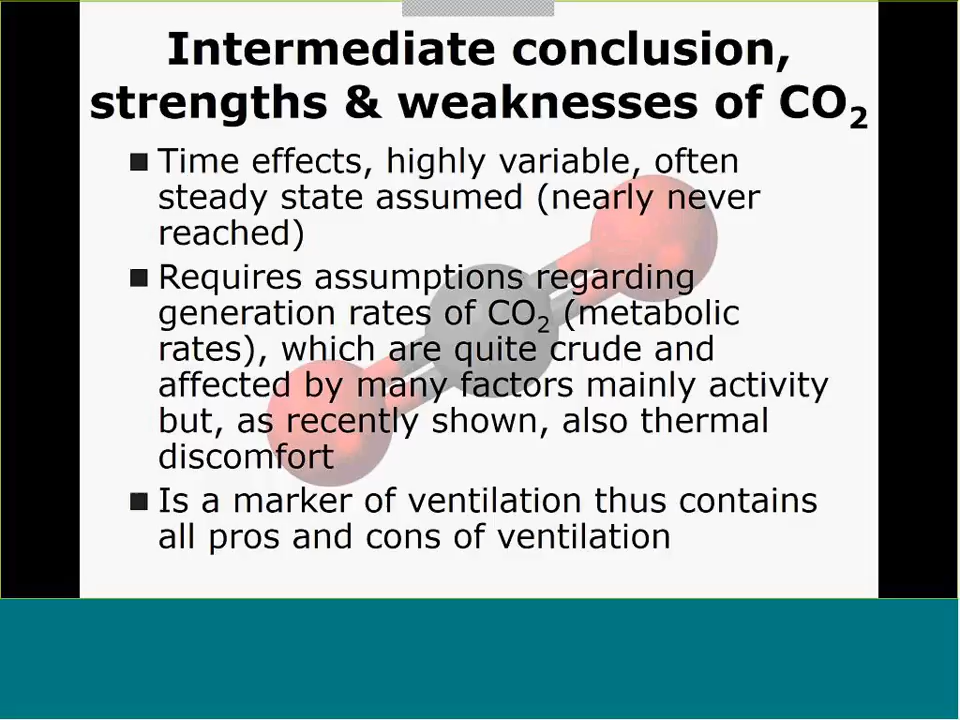 Intermediate conclusion,
strengths & weaknesses of CO₂
■ Time effects, highly variable, often
steady state assumed (nearly never
reached)
■ Requires assumptions regarding
generation rates of CO₂ (metabolic
rates), which are quite crude and
affected by many factors mainly activity
but, as recently shown, also thermal
discomfort
■ Is a marker of ventilation thus contains
all pros and cons of ventilation